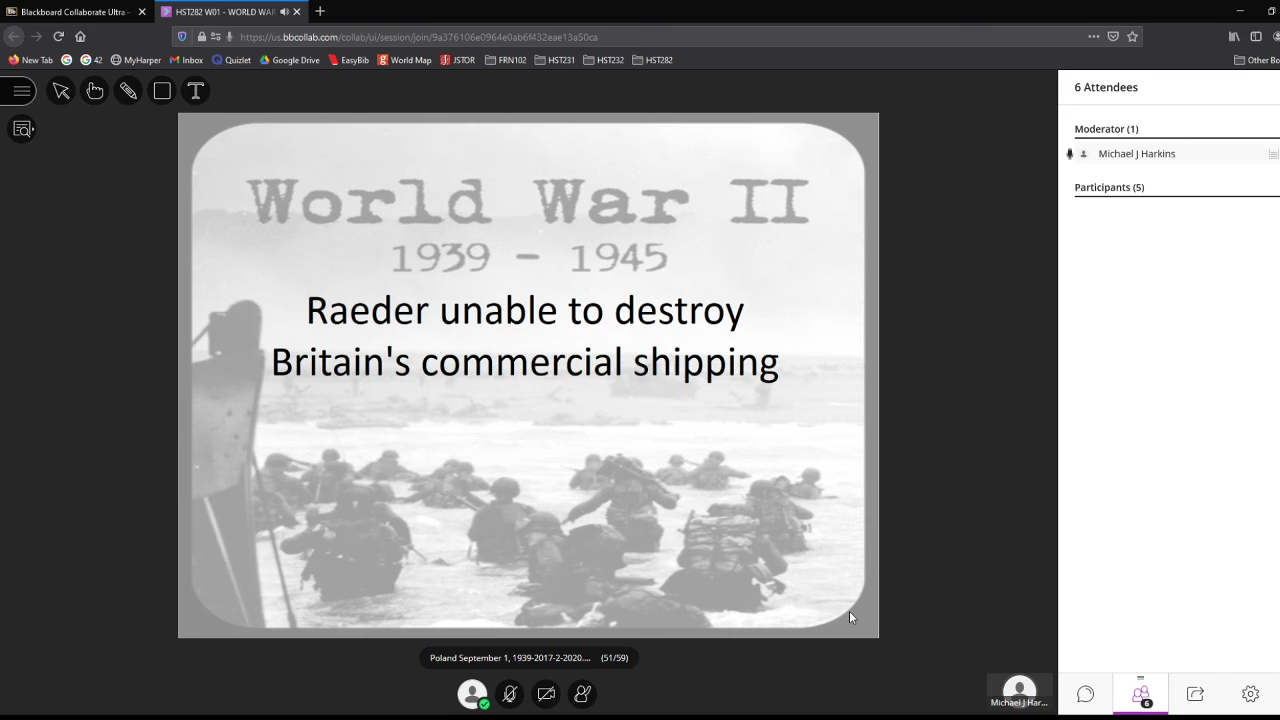 Blackboard Collaborate Ultra –
HST282 W01 - WORLD WAR
https://us.bbcollab.com/collab/ui/session/join/9a376106e0964e0ab6f432eae13a50ca
New Tab
G
42
MyHarper
Inbox
Quizlet
Google Drive
EasyBib
World Map
JSTOR
FRN102
HST231
HST232
HST282
Other Bo
6 Attendees
Moderator (1)
Michael J Harkins
Participants (5)
World War II
1939 - 1945
Raeder unable to destroy
Britain's commercial shipping
Poland September 1, 1939-2017-2-2020.... (51/59)
Michael J Har...
6